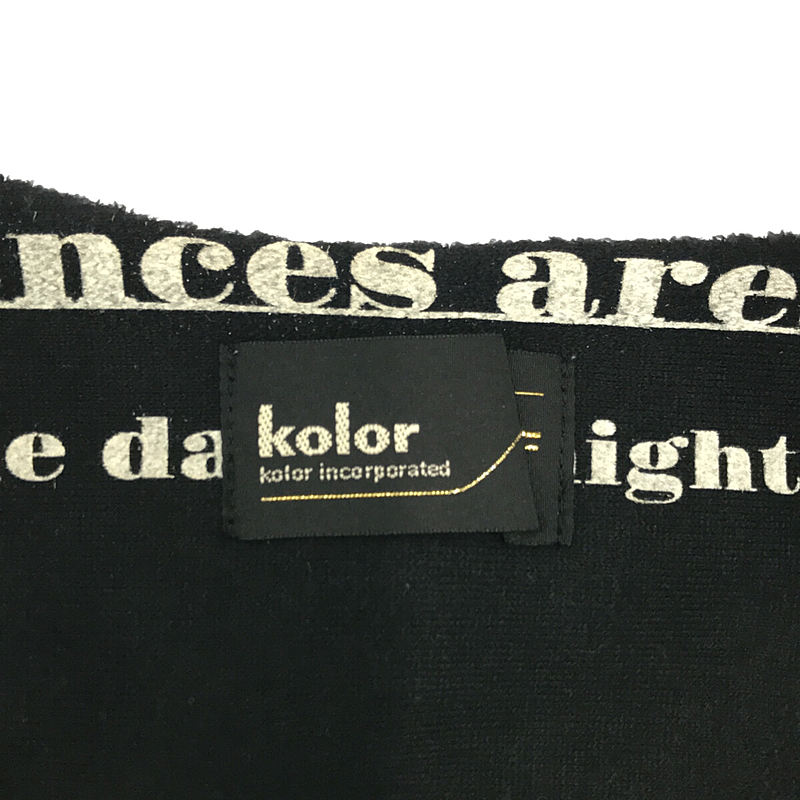 nces are
e da ight
kolor
kolor incorporated